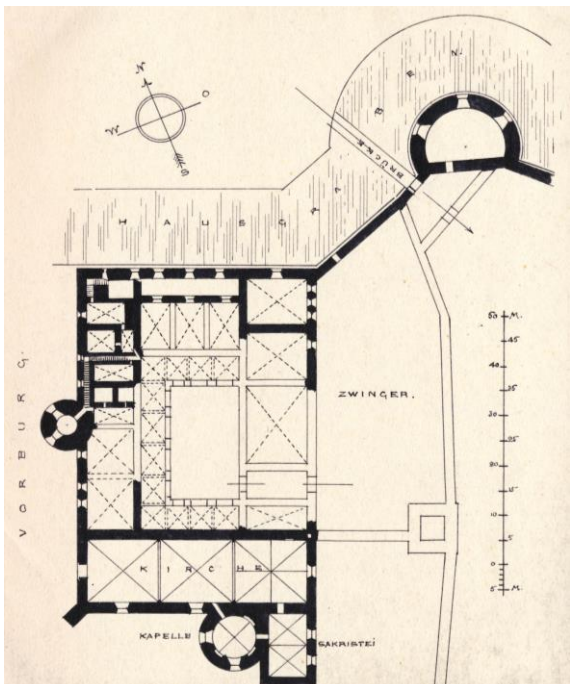 N
O
W
S
HAUSGRABEN
BRÜCKE
ZWINGER.
VORBURG.
50 M.
45
40
35
30
25
20
15
10
5
0
5 M.
KIRCHE
KAPELLE
SAKRISTEI